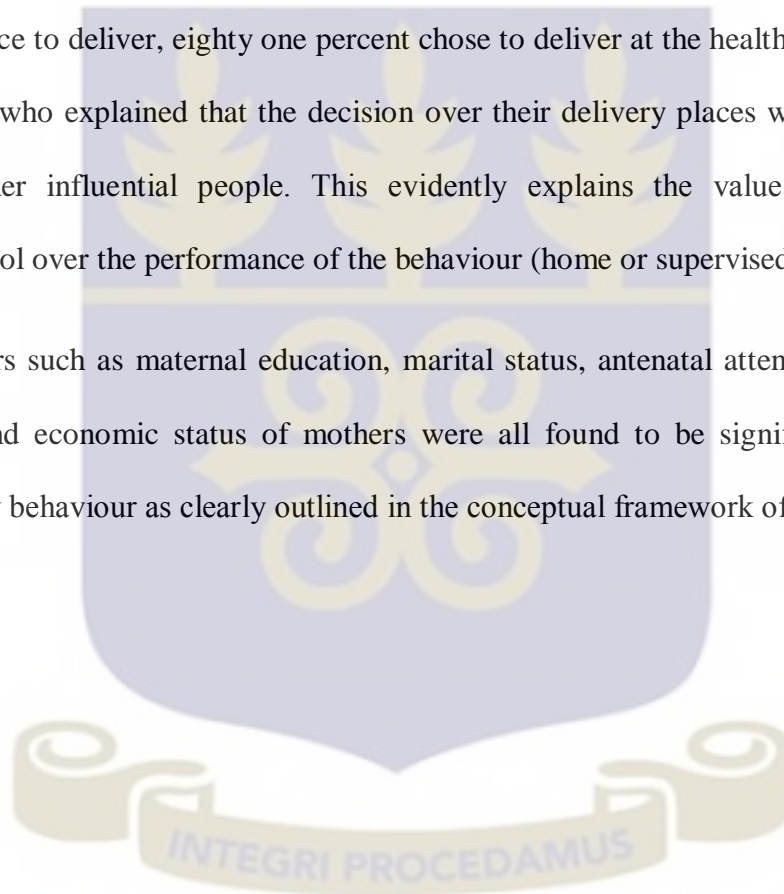 ce to deliver, eighty one percent chose to deliver at the health
who explained that the decision over their delivery places w
er influential people. This evidently explains the value
ol over the performance of the behaviour (home or supervised
rs such as maternal education, marital status, antenatal atten
nd economic status of mothers were all found to be signi
behaviour as clearly outlined in the conceptual framework of
INTEGRI PROCEDAMUS